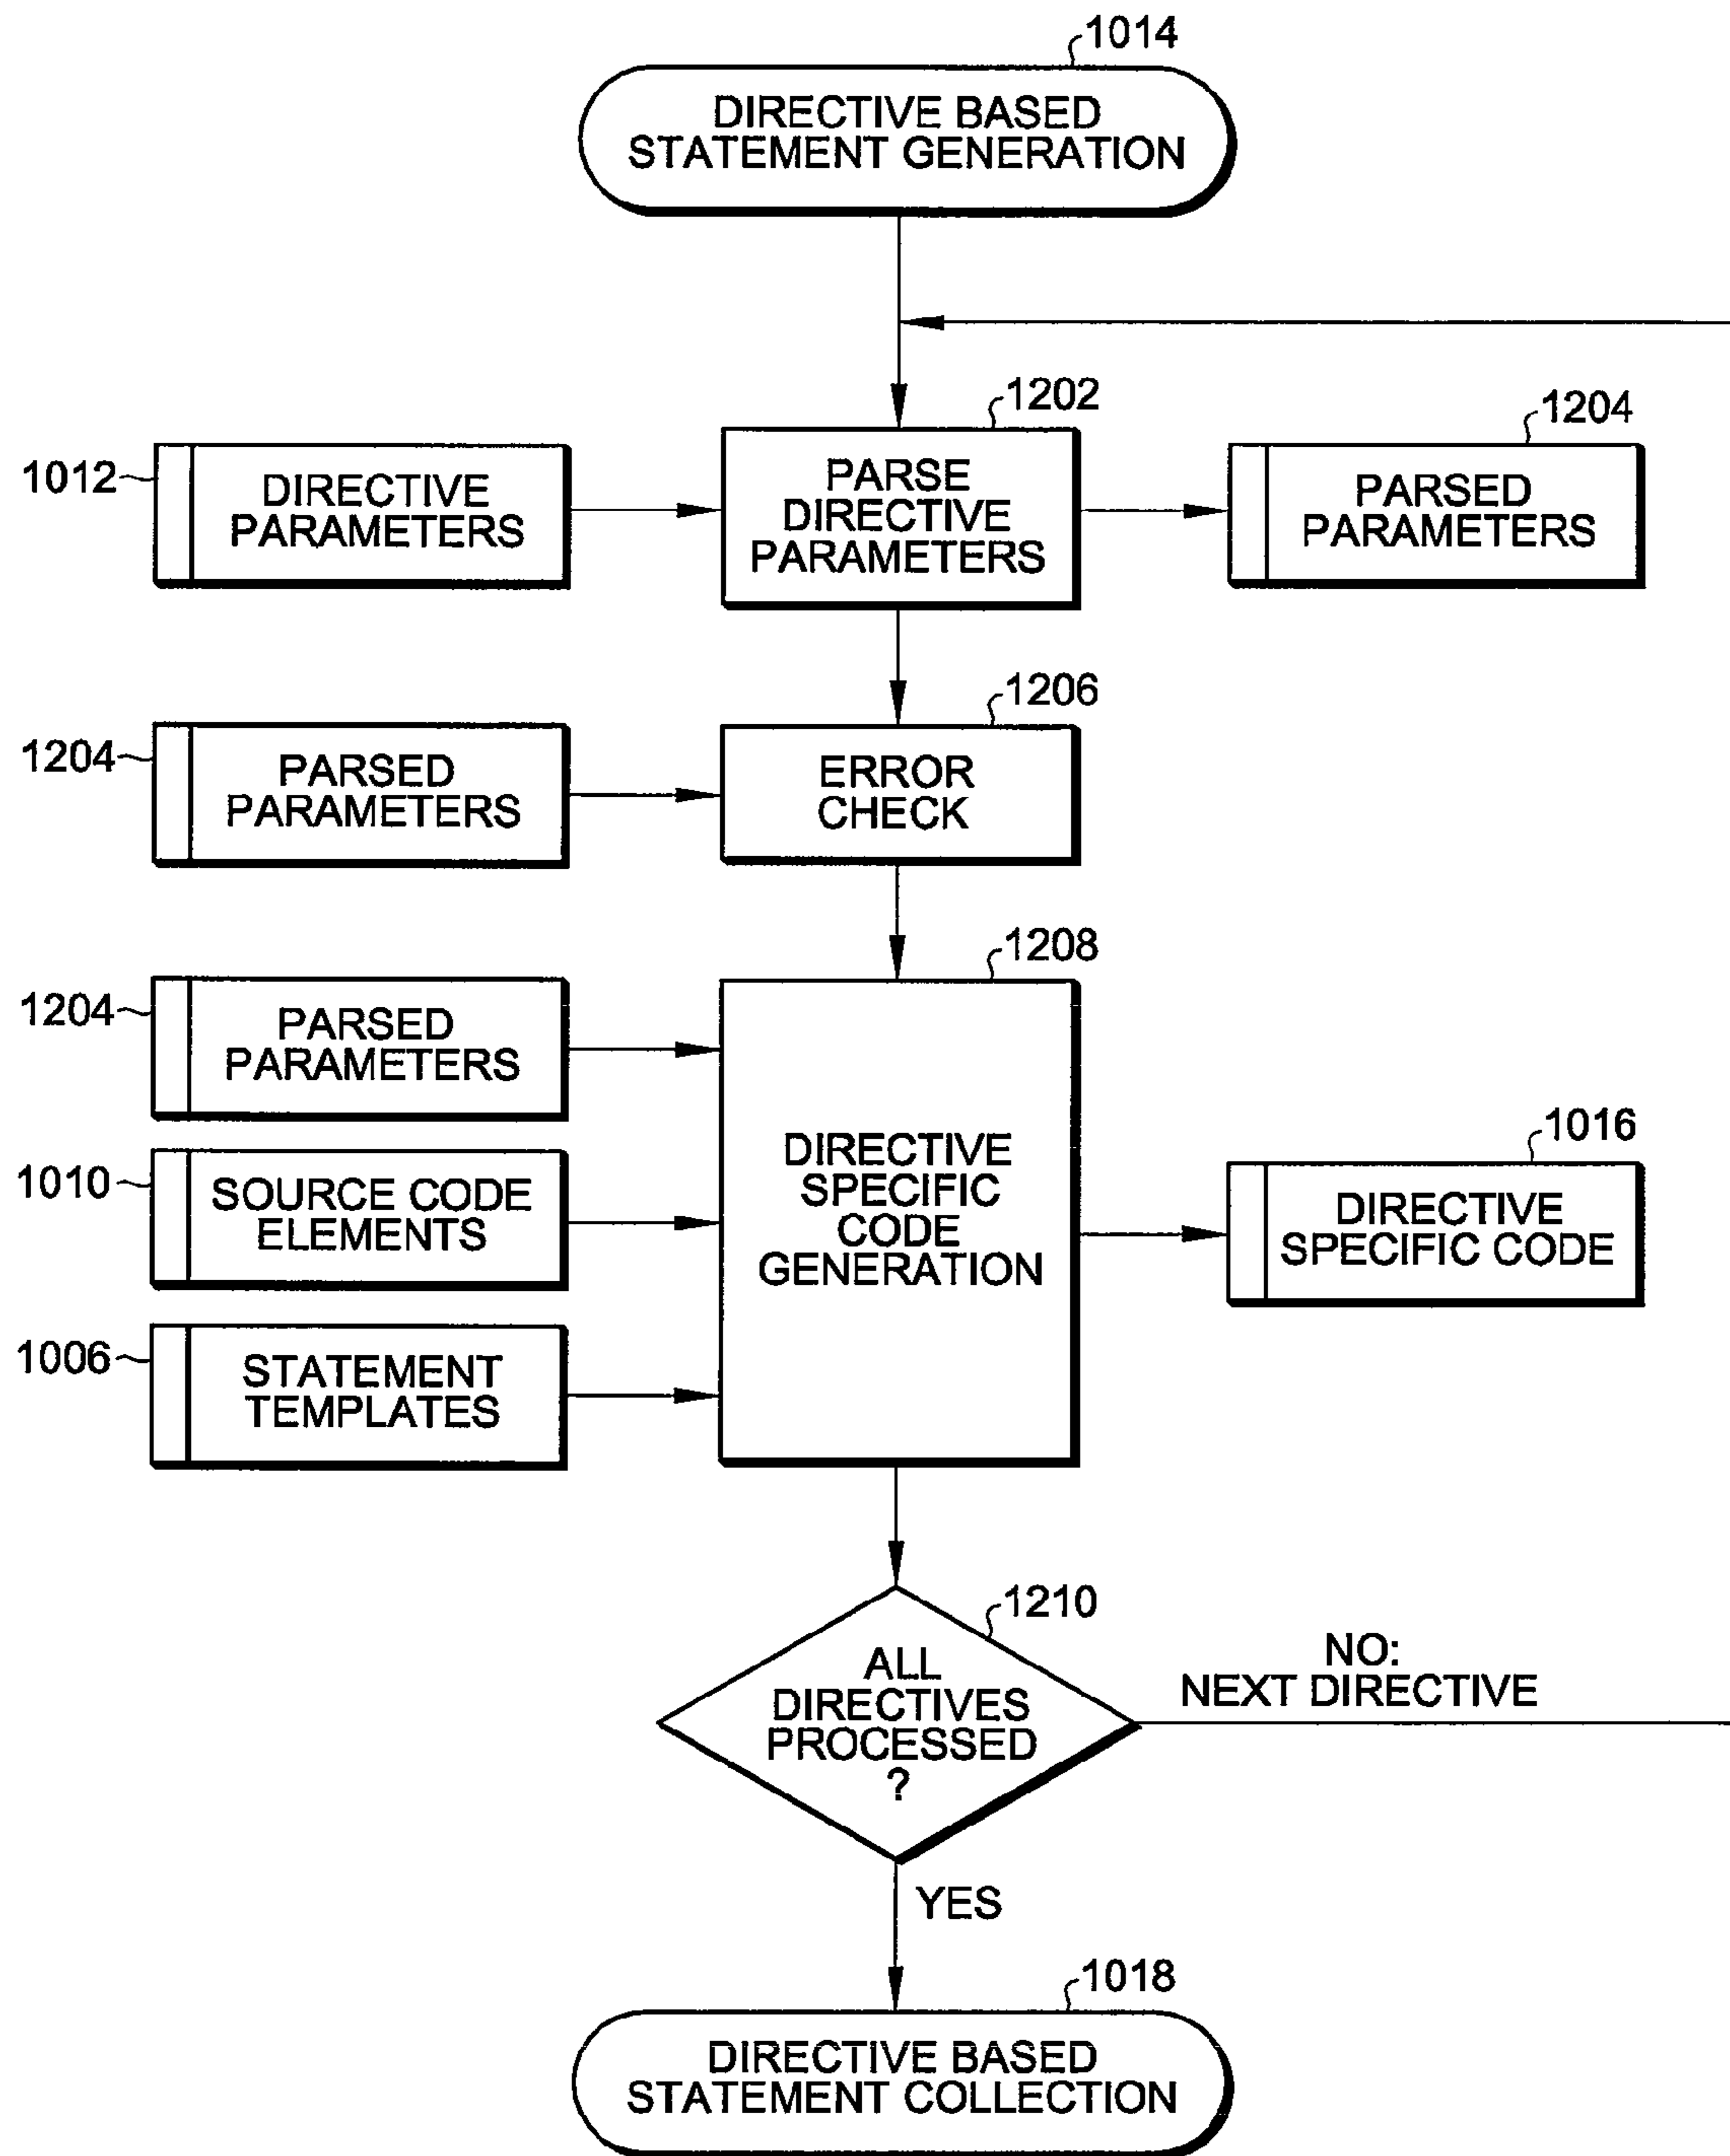 1014
DIRECTIVE BASED
STATEMENT GENERATION
1202
1204
1012
DIRECTIVE
PARAMETERS
PARSE
DIRECTIVE
PARAMETERS
PARSED
PARAMETERS
1206
1204
PARSED
PARAMETERS
ERROR
CHECK
1208
1204
PARSED
PARAMETERS
1010
SOURCE CODE
ELEMENTS
1006
STATEMENT
TEMPLATES
DIRECTIVE
SPECIFIC
CODE
GENERATION
1016
DIRECTIVE
SPECIFIC CODE
1210
ALL
DIRECTIVES
PROCESSED
?
NO:
NEXT DIRECTIVE
YES
1018
DIRECTIVE BASED
STATEMENT COLLECTION